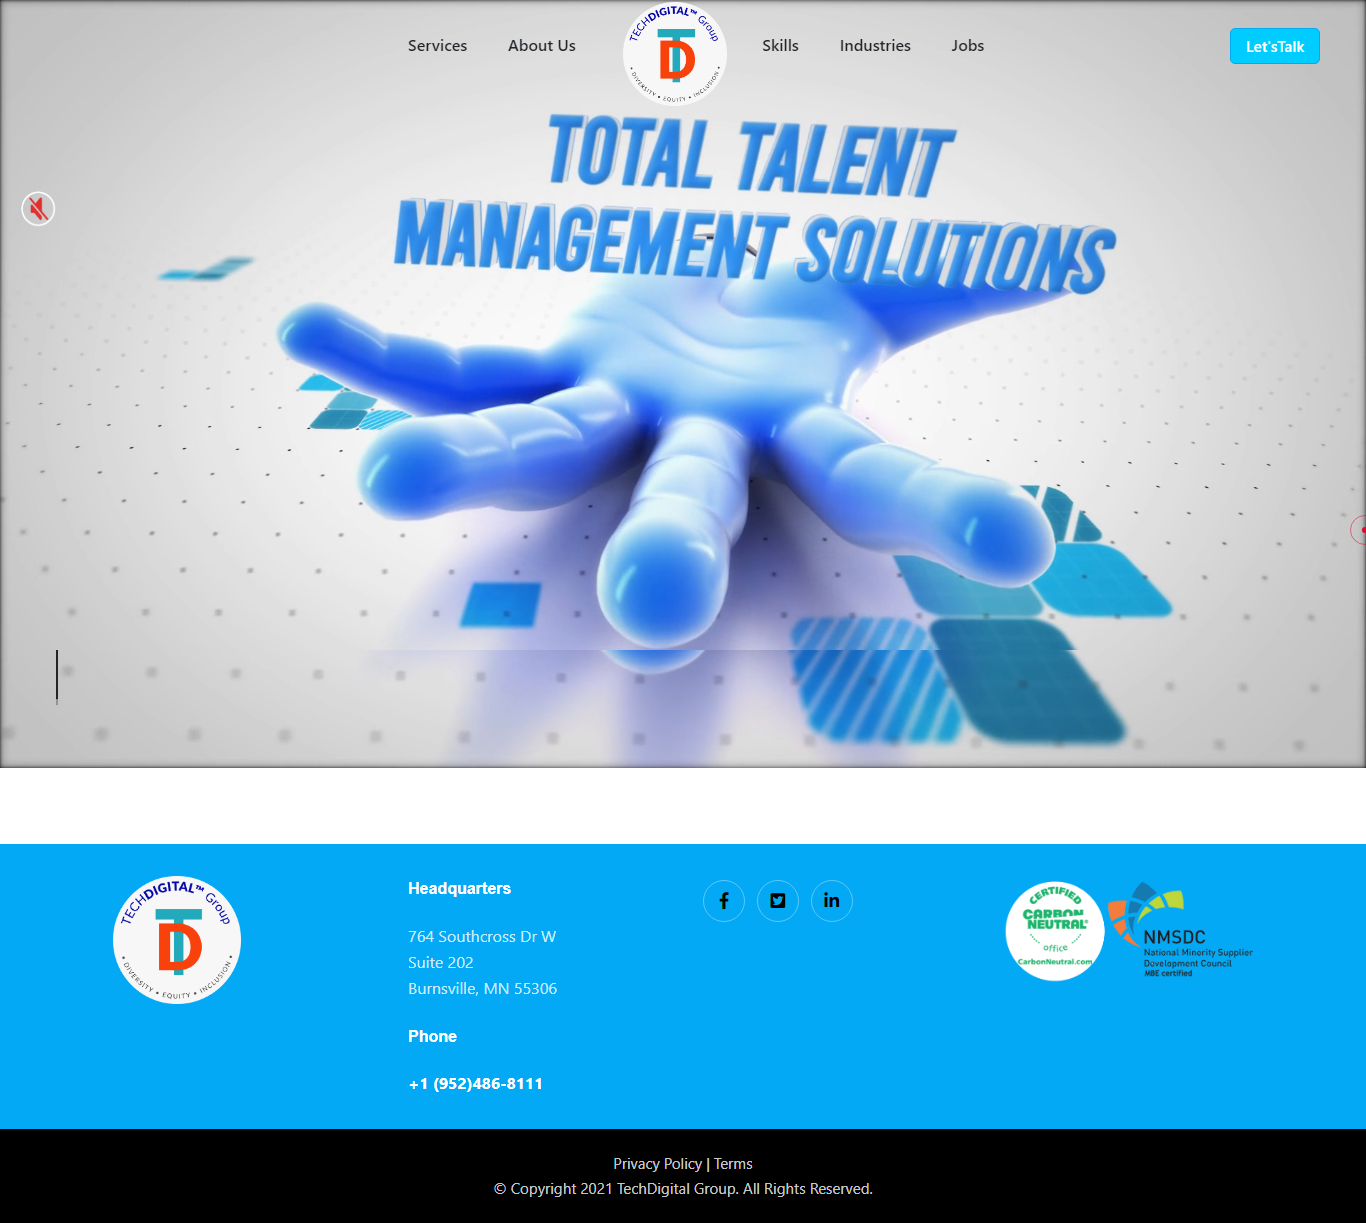 Services
About Us
TECHDIGITAL™ Group
TD
• DIVERSITY • EQUITY • INCLUSION •
Skills
Industries
Jobs
Let'sTalk
TOTAL TALENT
MANAGEMENT SOLUTIONS
TECHDIGITAL™ Group
TD
• DIVERSITY • EQUITY • INCLUSION •
Headquarters
764 Southcross Dr W
Suite 202
Burnsville, MN 55306
Phone
+1 (952)486-8111
CERTIFIED
CARBON
NEUTRAL®
office
CarbonNeutral.com
NMSDC
National Minority Supplier
Development Council
MBE certified
Privacy Policy | Terms
© Copyright 2021 TechDigital Group. All Rights Reserved.